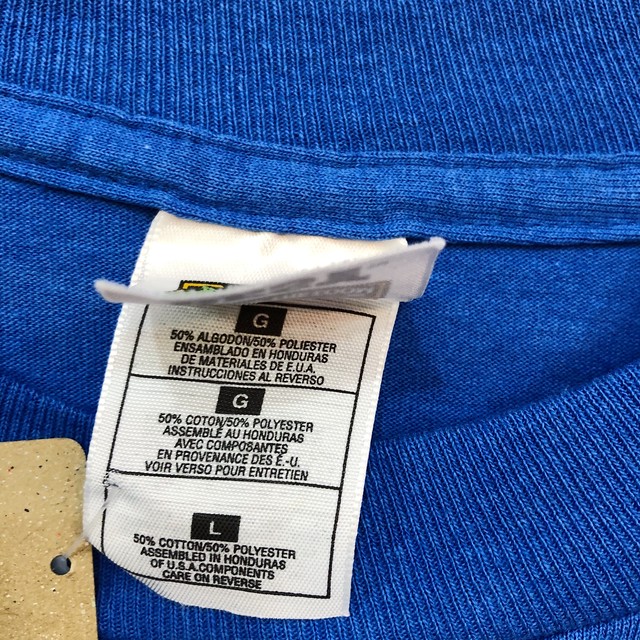 G
50% ALGODON/50% POLIESTER
ENSAMBLADO EN HONDURAS
DE MATERIALES DE E.U.A.
INSTRUCCIONES AL REVERSO
G
50% COTON/50% POLYESTER
ASSEMBLÉ AU HONDURAS
AVEC COMPOSANTES
EN PROVENANCE DES É.-U.
VOIR VERSO POUR ENTRETIEN
L
50% COTTON/50% POLYESTER
ASSEMBLED IN HONDURAS
OF U.S.A.COMPONENTS
CARE ON REVERSE